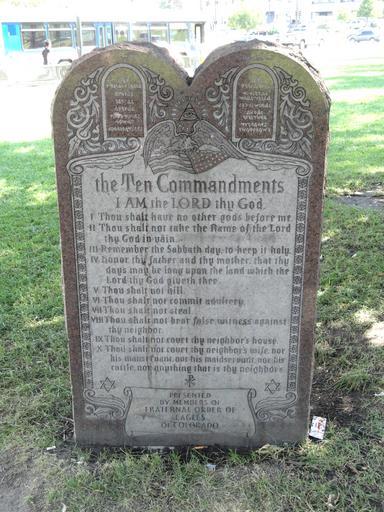 the Ten Commandments
I AM the LORD thy God.
I Thou shalt have no other gods before me.
II Thou shalt not take the Name of the Lord
thy God in vain.
III Remember the Sabbath day, to keep it holy.
IV Honor thy father and thy mother, that thy
days may be long upon the land which the
Lord thy God giveth thee.
V Thou shalt not kill.
VI Thou shalt not commit adultery.
VII Thou shalt not steal.
VIII Thou shalt not bear false witness against
thy neighbor.
IX Thou shalt not covet thy neighbor's house.
X Thou shalt not covet thy neighbor's wife, nor
his manservant, nor his maidservant, nor his
cattle, nor anything that is thy neighbor's.
PRESENTED
BY MEMBERS OF
FRATERNAL ORDER OF
EAGLES
OF COLORADO